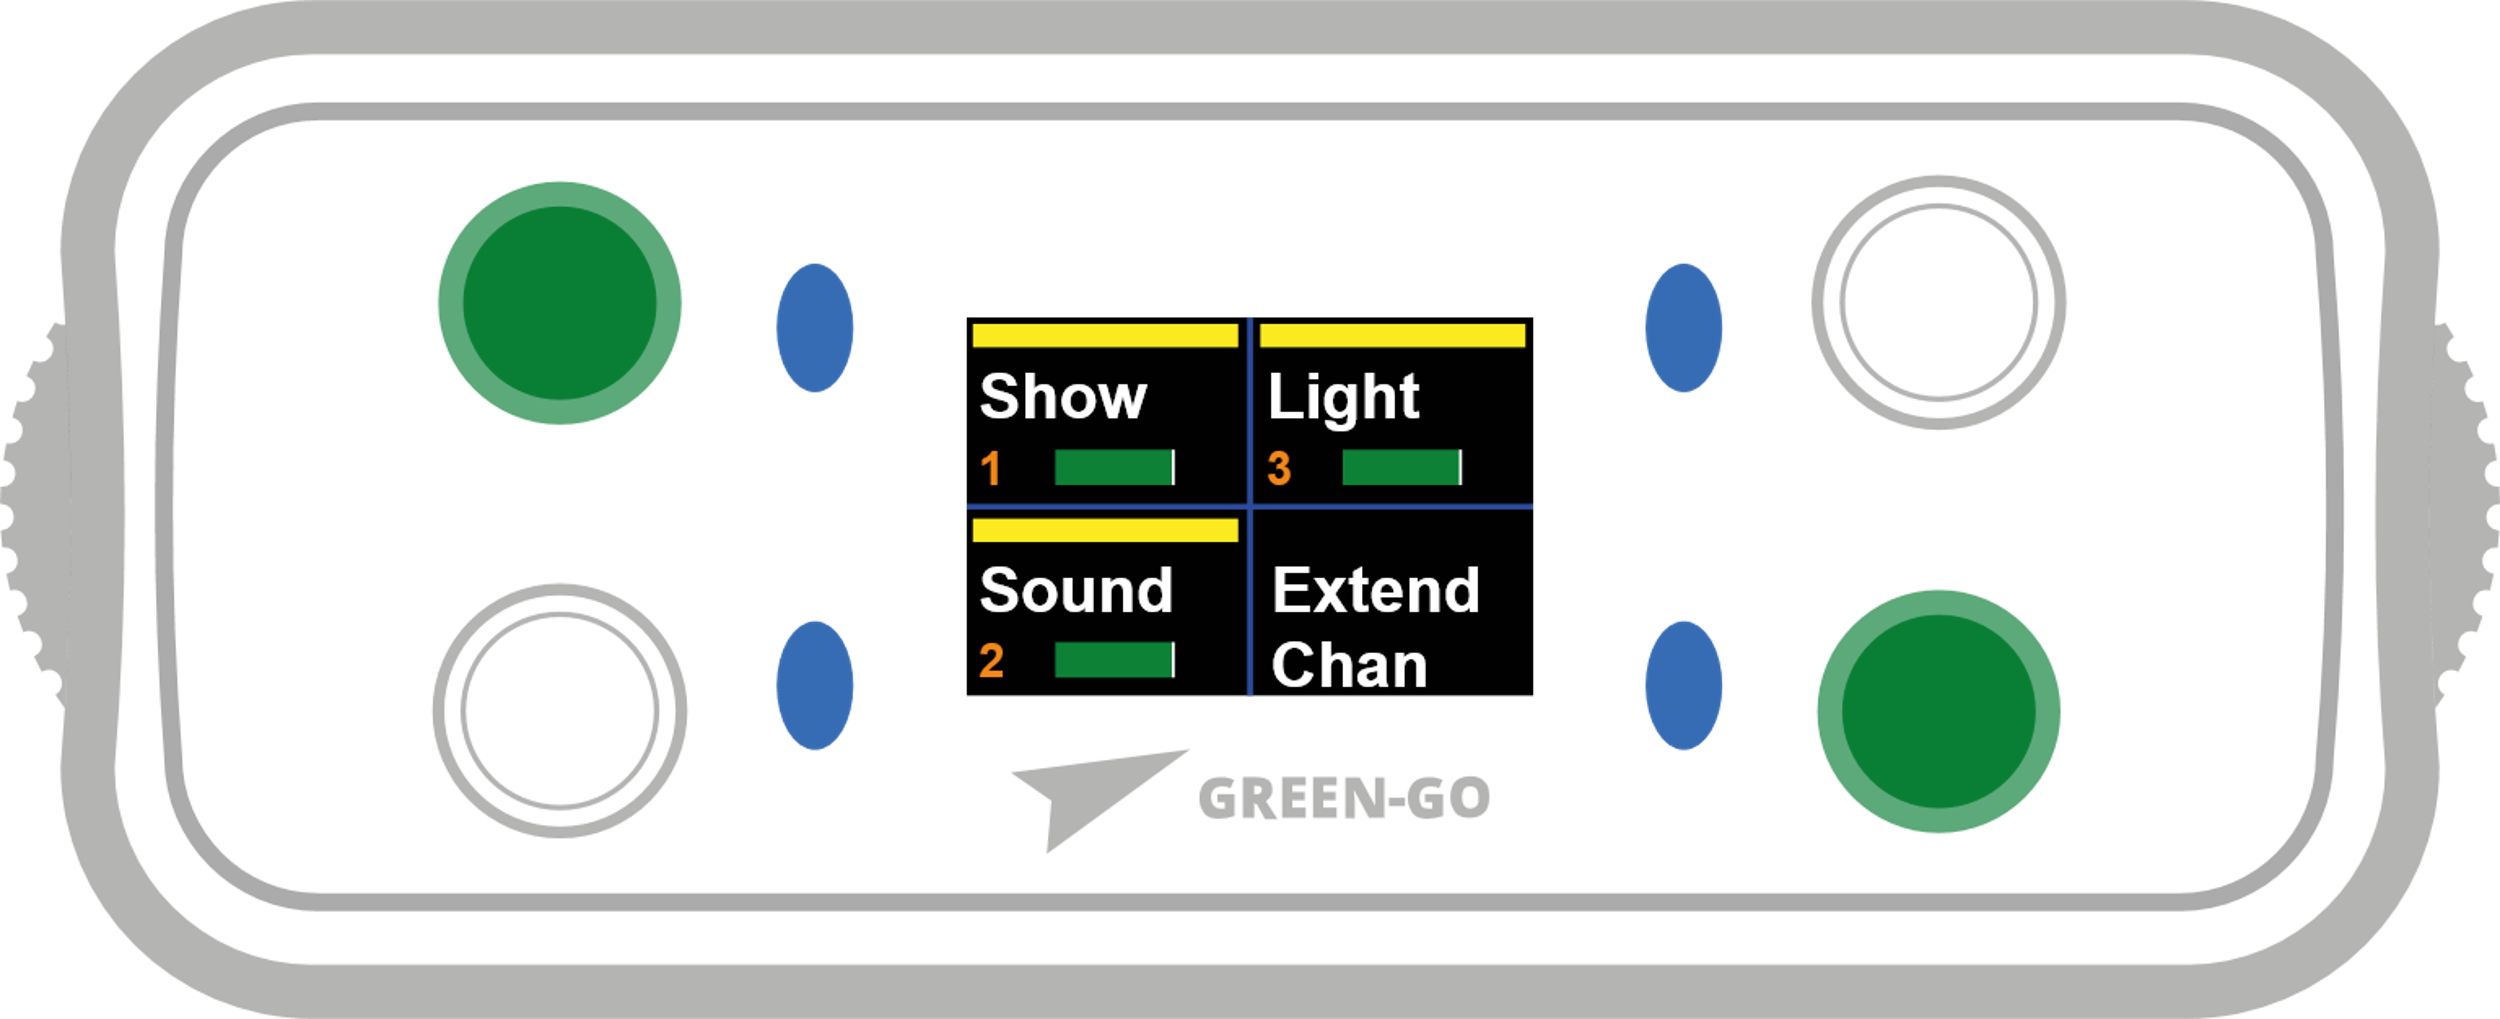 Show
1
Light
3
Sound
2
Extend
Chan
GREEN-GO